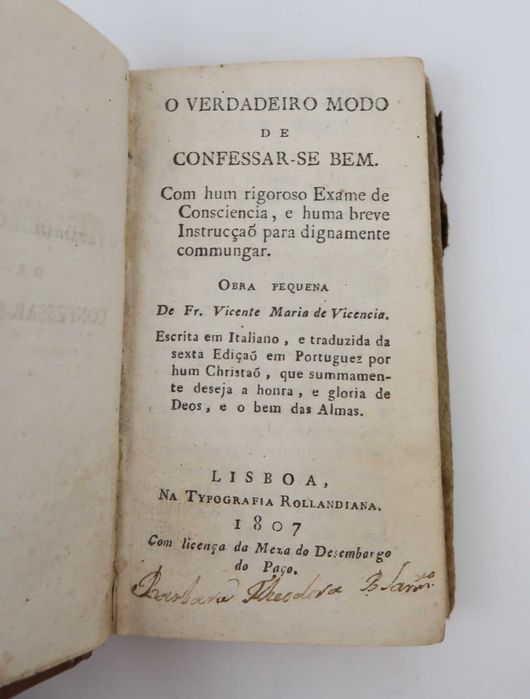 O VERDADEIRO MODO
DE
CONFESSAR-SE BEM.
Com hum rigoroso Exame de
Consciencia, e huma breve
Instrucçaõ para dignamente
commungar.
OBRA PEQUENA
De Fr. Vicente Maria de Vicencia.
Escrita em Italiano, e traduzida da
sexta Ediçaõ em Portuguez por
hum Christaõ, que summamen-
te deseja a honra, e gloria de
Deos, e o bem das Almas.
LISBOA,
NA TYPOGRAFIA ROLLANDIANA.
1807
Com licença da Meza do Desembargo
do Paço.
Barbara Theodora